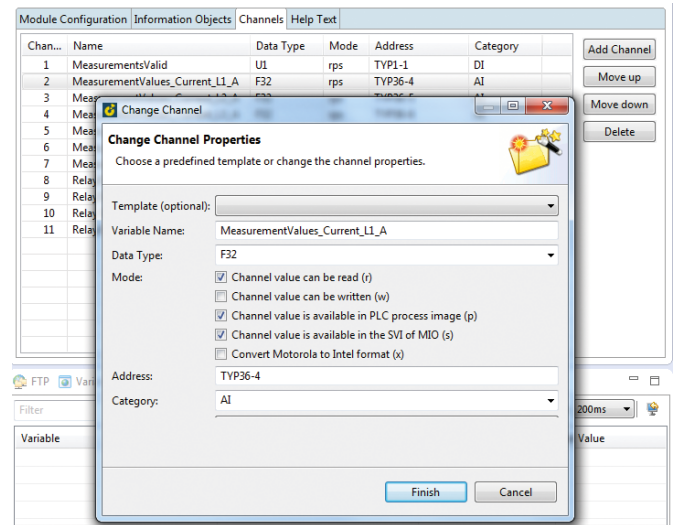 Module Configuration Information Objects Channels Help Text
Chan... Name Data Type Mode Address Category
1 MeasurementsValid U1 rps TYP1-1 DI
2 MeasurementValues_Current_L1_A F32 rps TYP36-4 AI
3
4
5
6
7
8
9
10
11
Add Channel
Move up
Move down
Delete
Change Channel
Change Channel Properties
Choose a predefined template or change the channel properties.
Template (optional):
Variable Name: MeasurementValues_Current_L1_A
Data Type: F32
Mode: Channel value can be read (r)
Channel value can be written (w)
Channel value is available in PLC process image (p)
Channel value is available in the SVI of MIO (s)
Convert Motorola to Intel format (x)
Address: TYP36-4
Category: AI
Finish Cancel
FTP
Filter 200ms
Variable Value